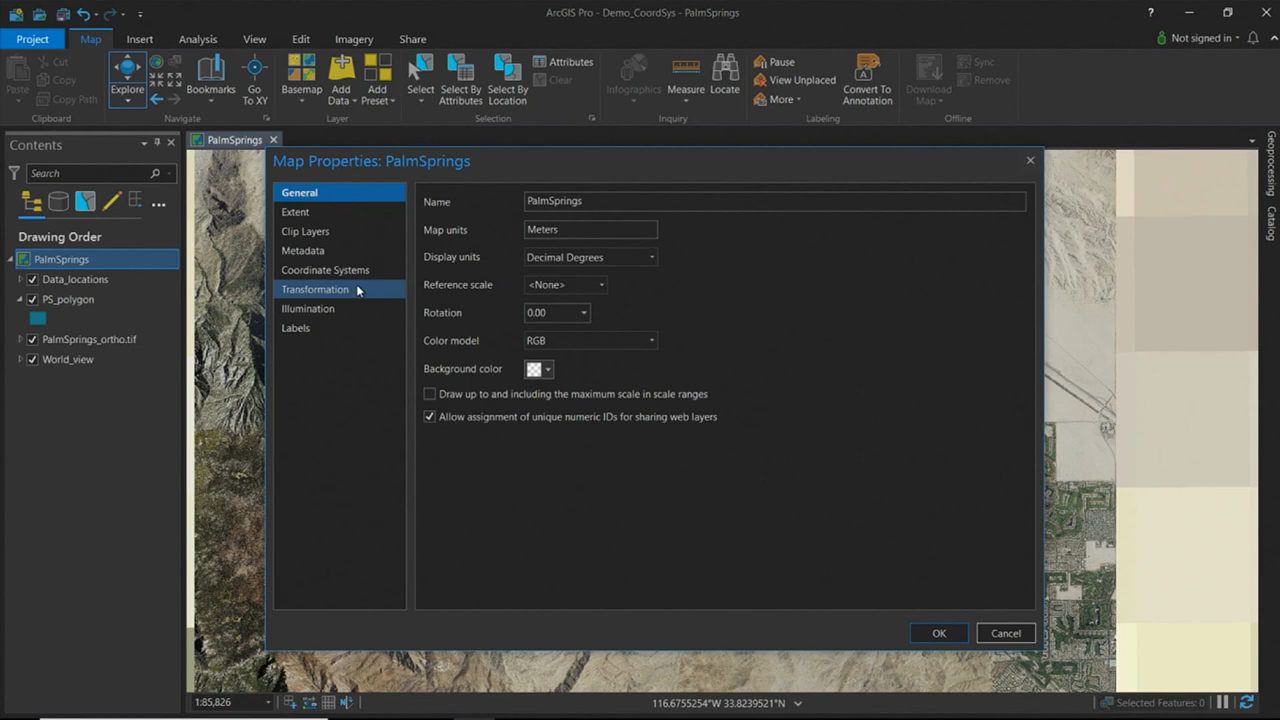 ArcGIS Pro - Demo_CoordSys - PalmSprings
?
Project
Map
Insert
Analysis
View
Edit
Imagery
Share
Not signed in
Paste
Cut
Copy
Copy Path
Clipboard
Explore
Bookmarks
Go
To XY
Navigate
Basemap
Add
Data
Add
Preset
Layer
Select
Select By
Attributes
Select By
Location
Attributes
Clear
Selection
Infographics
Measure
Locate
Inquiry
Pause
View Unplaced
More
Convert To
Annotation
Labeling
Download
Map
Sync
Remove
Offline
Contents
Search
Drawing Order
PalmSprings
Data_locations
PS_polygon
PalmSprings_ortho.tif
World_view
PalmSprings
Map Properties: PalmSprings
General
Extent
Clip Layers
Metadata
Coordinate Systems
Transformation
Illumination
Labels
Name PalmSprings
Map units Meters
Display units Decimal Degrees
Reference scale <None>
Rotation 0.00
Color model RGB
Background color
Draw up to and including the maximum scale in scale ranges
Allow assignment of unique numeric IDs for sharing web layers
OK Cancel
1:85,826
116.6755254°W 33.8239521°N
Selected Features: 0
Geoprocessing
Catalog